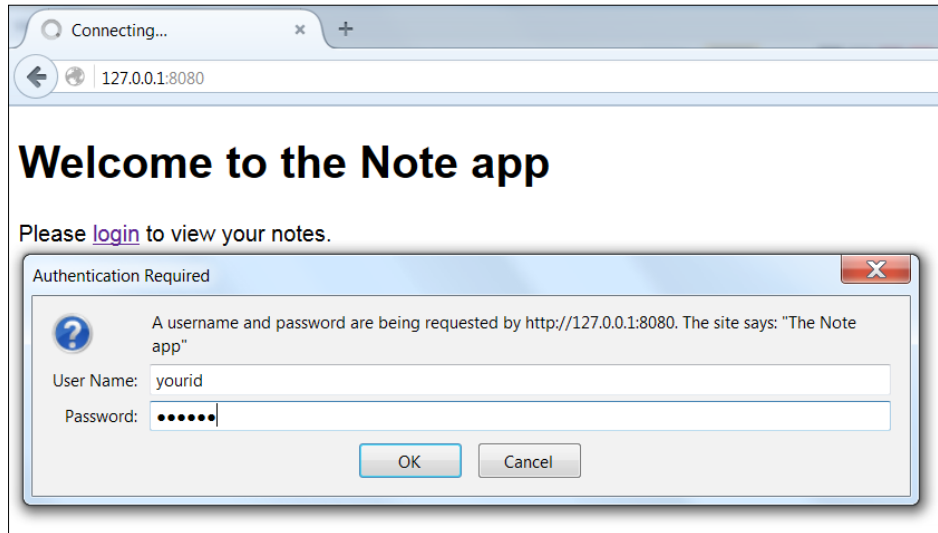 Connecting...
127.0.0.1:8080
Welcome to the Note app
Please login to view your notes.
Authentication Required
A username and password are being requested by http://127.0.0.1:8080. The site says: "The Note
app"
User Name: yourid
Password: ●●●●●●
OK Cancel